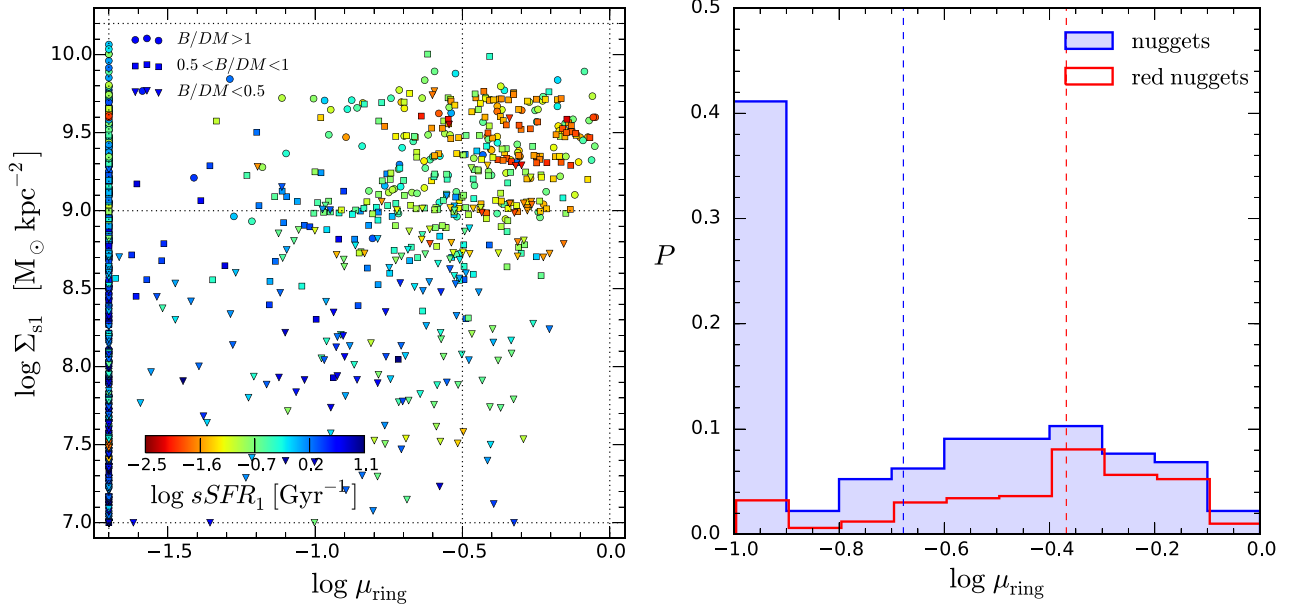 log Σs1 [M⊙ kpc−2]
10.0
9.5
9.0
8.5
8.0
7.5
7.0
B/DM>1
0.5<B/DM<1
B/DM<0.5
−2.5 −1.6 −0.7 0.2 1.1
log sSFR1 [Gyr−1]
−1.5 −1.0 −0.5 0.0
log μring
P
0.5
0.4
0.3
0.2
0.1
0.0
nuggets
red nuggets
−1.0 −0.8 −0.6 −0.4 −0.2 0.0
log μring